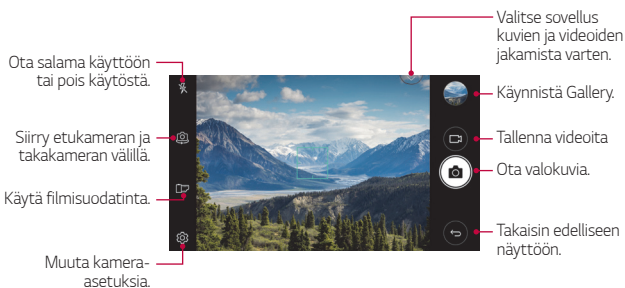 Ota salama käyttöön
tai pois käytöstä.
Siirry etukameran ja
takakameran välillä.
Käytä filmisuodatinta.
Muuta kamera-
asetuksia.
Valitse sovellus
kuvien ja videoiden
jakamista varten.
Käynnistä Gallery.
Tallenna videoita
Ota valokuvia.
Takaisin edelliseen
näyttöön.